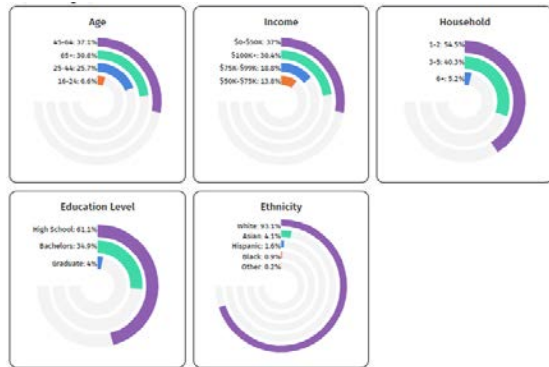 Age
45-64: 37.1%
65+: 30.6%
25-44: 25.7%
16-24: 6.6%
Income
$0-$50K: 37%
$100K+: 30.4%
$75K-$99K: 18.8%
$50K-$75K: 13.8%
Household
1-2: 54.5%
3-5: 40.3%
6+: 5.2%
Education Level
High School: 61.1%
Bachelors: 34.9%
Graduate: 4%
Ethnicity
White: 93.1%
Asian: 4.1%
Hispanic: 1.6%
Black: 0.9%
Other: 0.2%